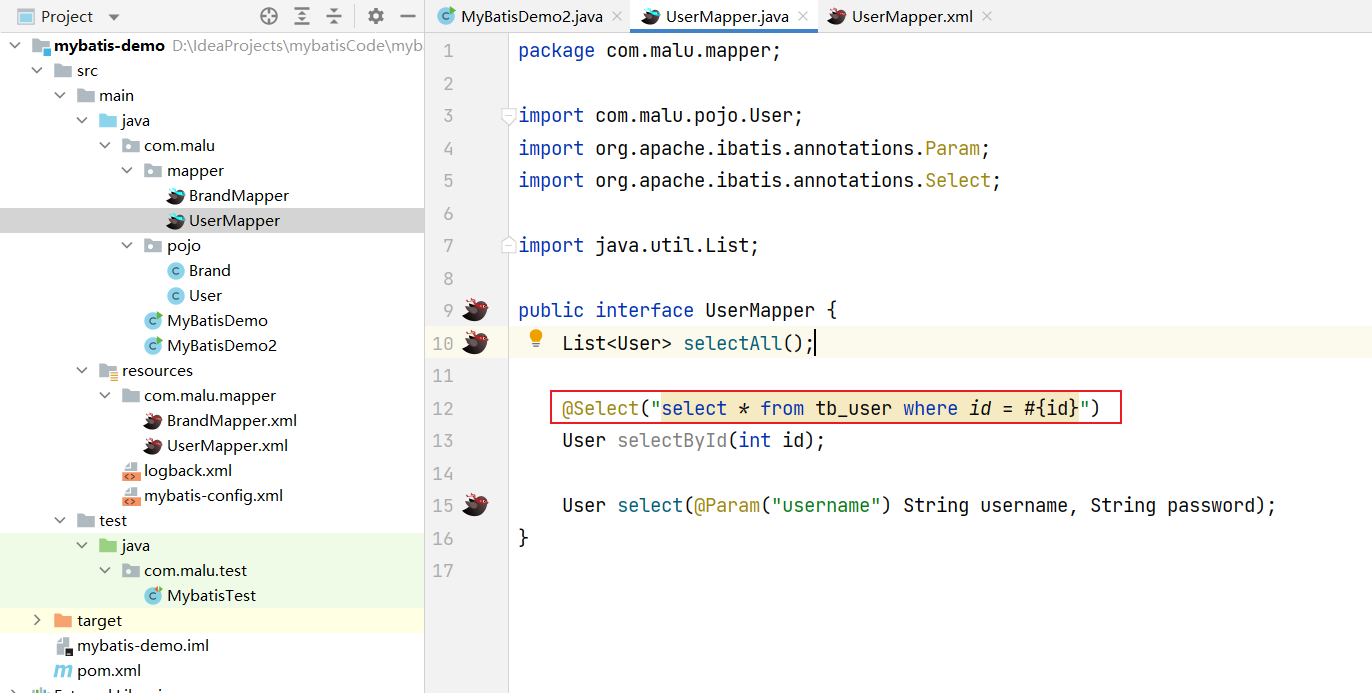 Project
MyBatisDemo2.java
UserMapper.java
UserMapper.xml
mybatis-demo D:\IdeaProjects\mybatisCode\myb
src
main
java
com.malu
mapper
BrandMapper
UserMapper
pojo
Brand
User
MyBatisDemo
MyBatisDemo2
resources
com.malu.mapper
BrandMapper.xml
UserMapper.xml
logback.xml
mybatis-config.xml
test
java
com.malu.test
MybatisTest
target
mybatis-demo.iml
pom.xml
1 package com.malu.mapper;
2
3 import com.malu.pojo.User;
4 import org.apache.ibatis.annotations.Param;
5 import org.apache.ibatis.annotations.Select;
6
7 import java.util.List;
8
9 public interface UserMapper {
10 List<User> selectAll();
11
12 @Select("select * from tb_user where id = #{id}")
13 User selectById(int id);
14
15 User select(@Param("username") String username, String password);
16 }
17